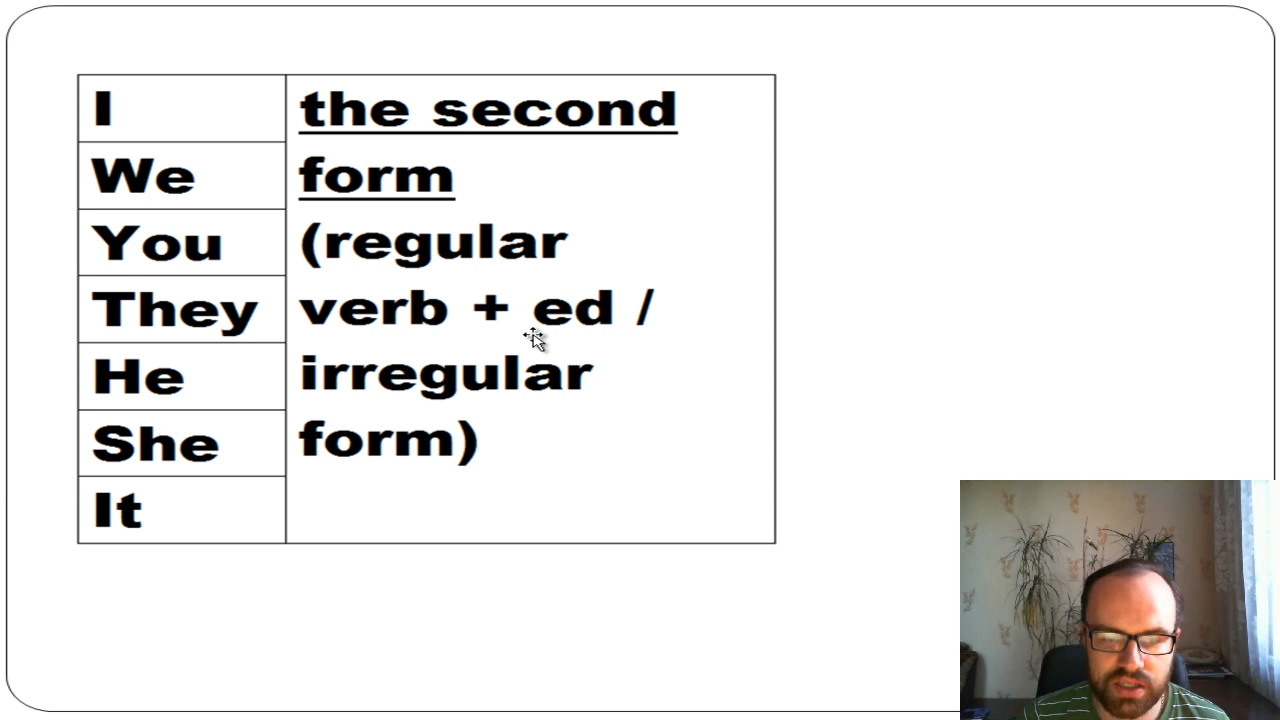 I
We
You
They
He
She
It
the second
form
(regular
verb + ed /
irregular
form)